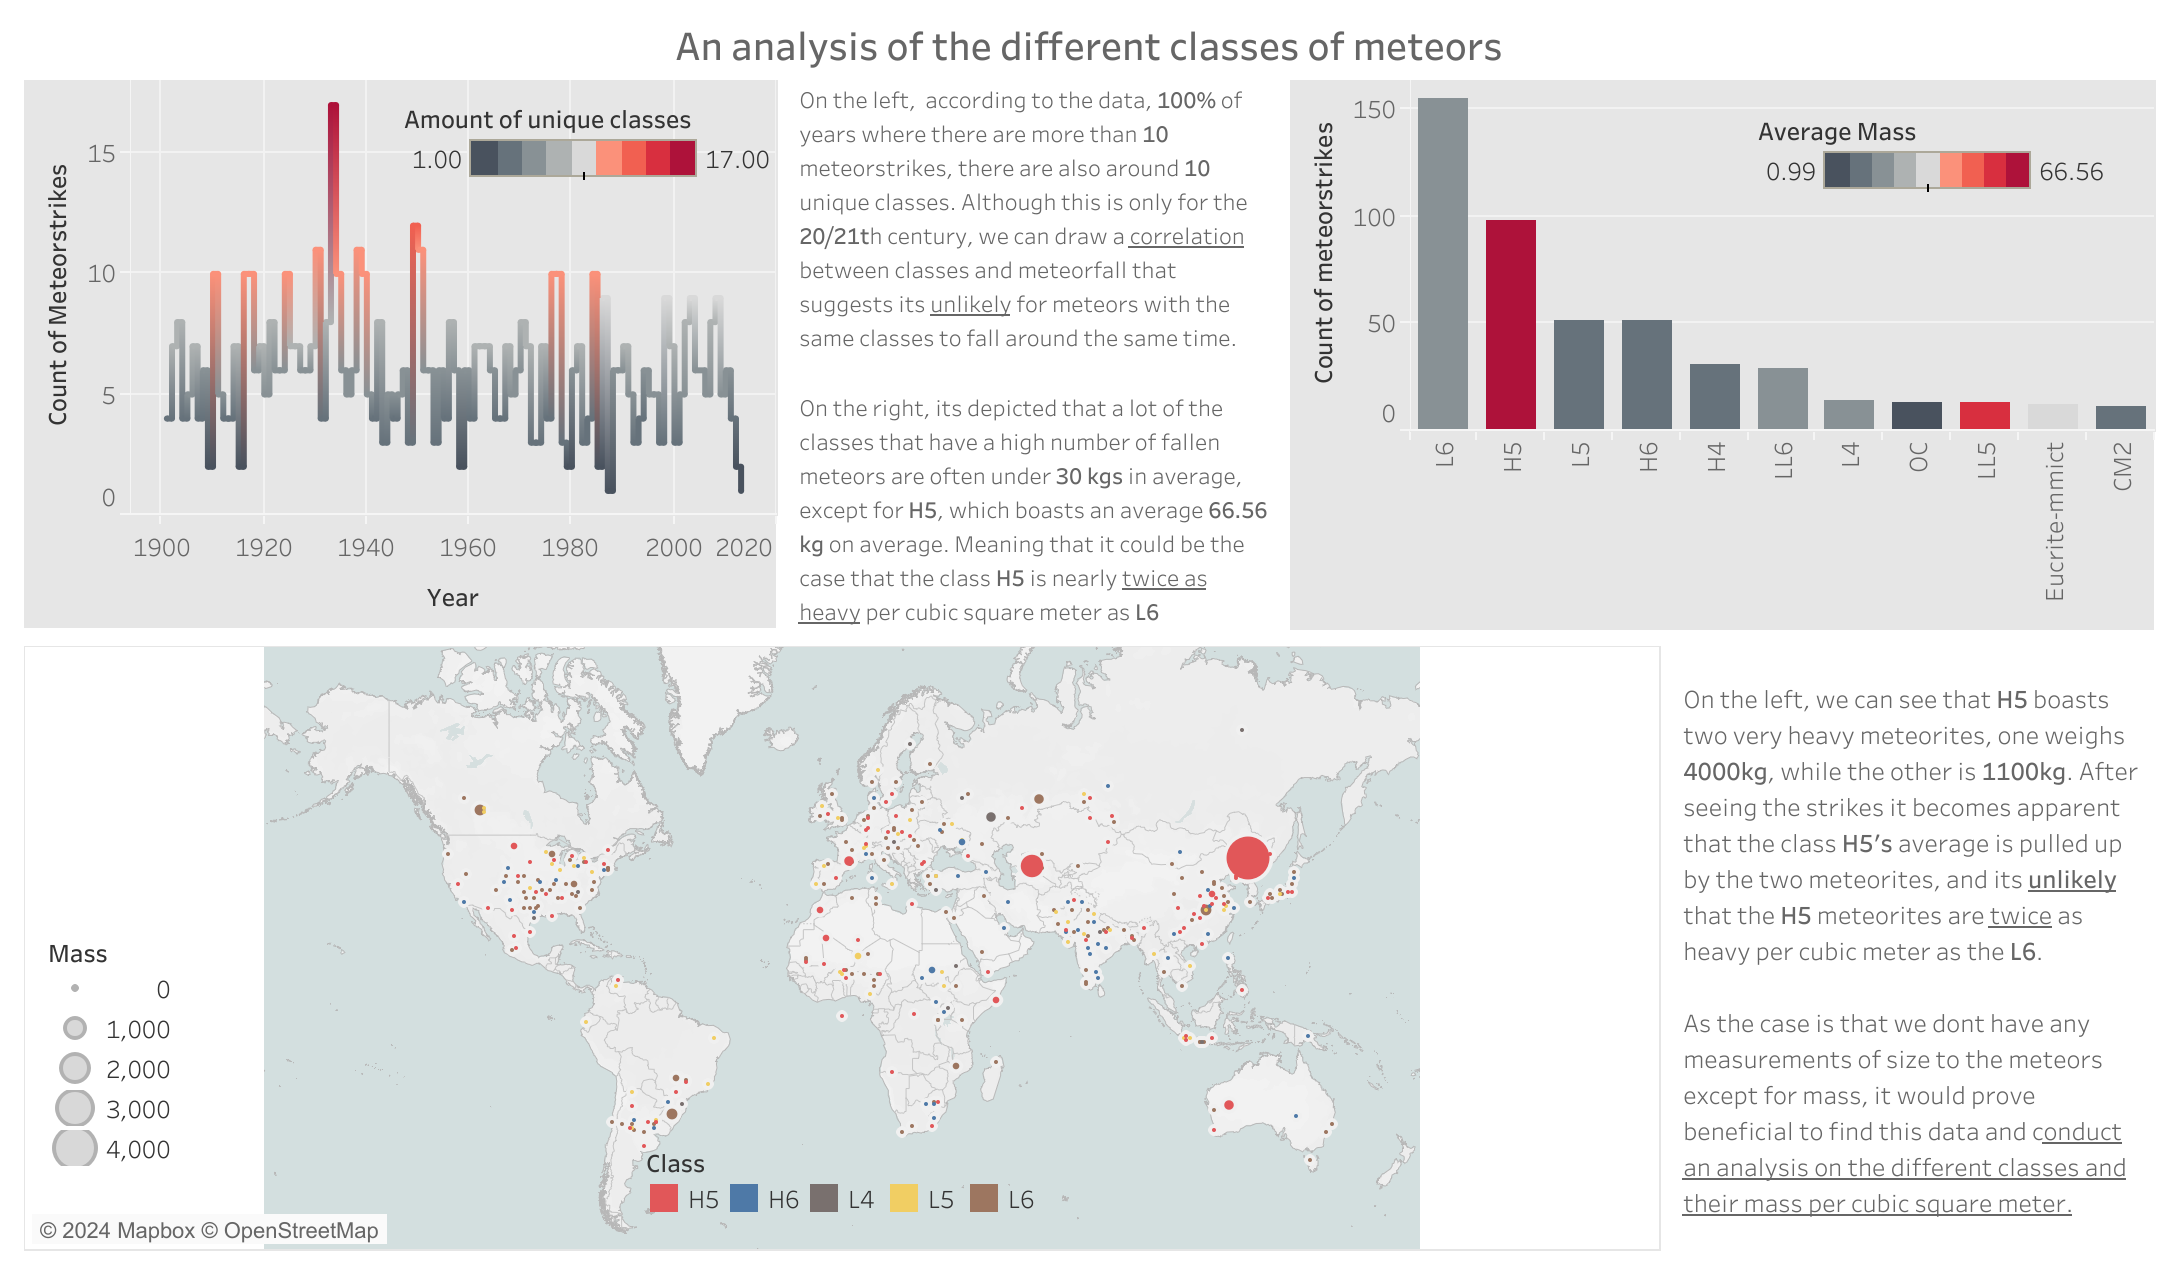 An analysis of the different classes of meteors
Count of Meteorstrikes
15
10
5
0
Amount of unique classes
1.00
17.00
1900
1920
1940
1960
1980
2000
2020
Year
On the left,  according to the data, 100% of
years where there are more than 10
meteorstrikes, there are also around 10
unique classes. Although this is only for the
20/21th century, we can draw a correlation
between classes and meteorfall that
suggests its unlikely for meteors with the
same classes to fall around the same time.
On the right, its depicted that a lot of the
classes that have a high number of fallen
meteors are often under 30 kgs in average,
except for H5, which boasts an average 66.56
kg on average. Meaning that it could be the
case that the class H5 is nearly twice as
heavy per cubic square meter as L6
Count of meteorstrikes
150
100
50
0
Average Mass
0.99
66.56
L6
H5
L5
H6
H4
LL6
L4
OC
LL5
Eucrite-mmict
CM2
Mass
0
1,000
2,000
3,000
4,000
Class
H5
H6
L4
L5
L6
© 2024 Mapbox © OpenStreetMap
On the left, we can see that H5 boasts
two very heavy meteorites, one weighs
4000kg, while the other is 1100kg. After
seeing the strikes it becomes apparent
that the class H5’s average is pulled up
by the two meteorites, and its unlikely
that the H5 meteorites are twice as
heavy per cubic meter as the L6.
As the case is that we dont have any
measurements of size to the meteors
except for mass, it would prove
beneficial to find this data and conduct
an analysis on the different classes and
their mass per cubic square meter.